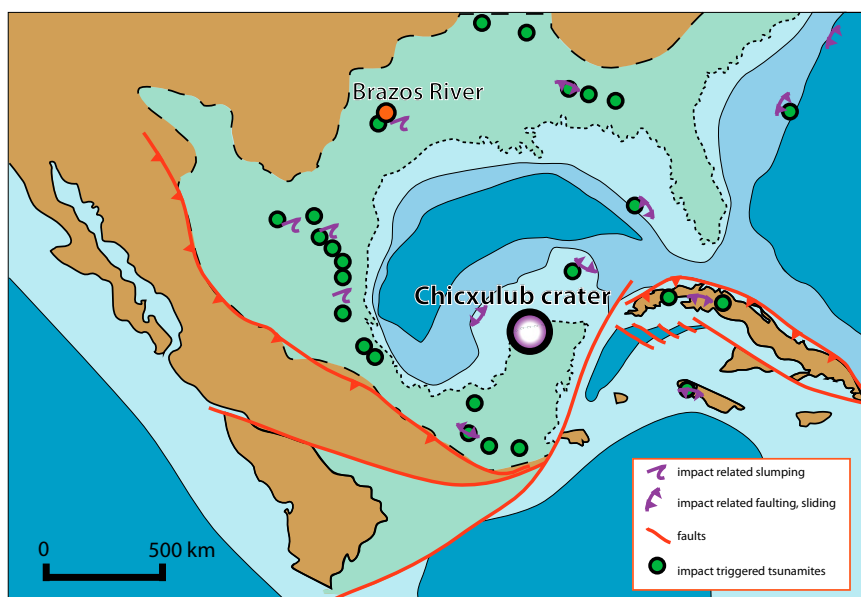 Brazos River
Chicxulub crater
impact related slumping
impact related faulting, sliding
faults
impact triggered tsunamites
0 500 km